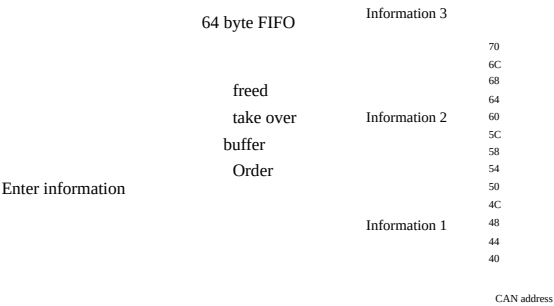 Information 3
64 byte FIFO
70
6C
68
freed
64
take over
Information 2
60
buffer
5C
58
Order
54
Enter information
50
4C
Information 1
48
44
40
CAN address